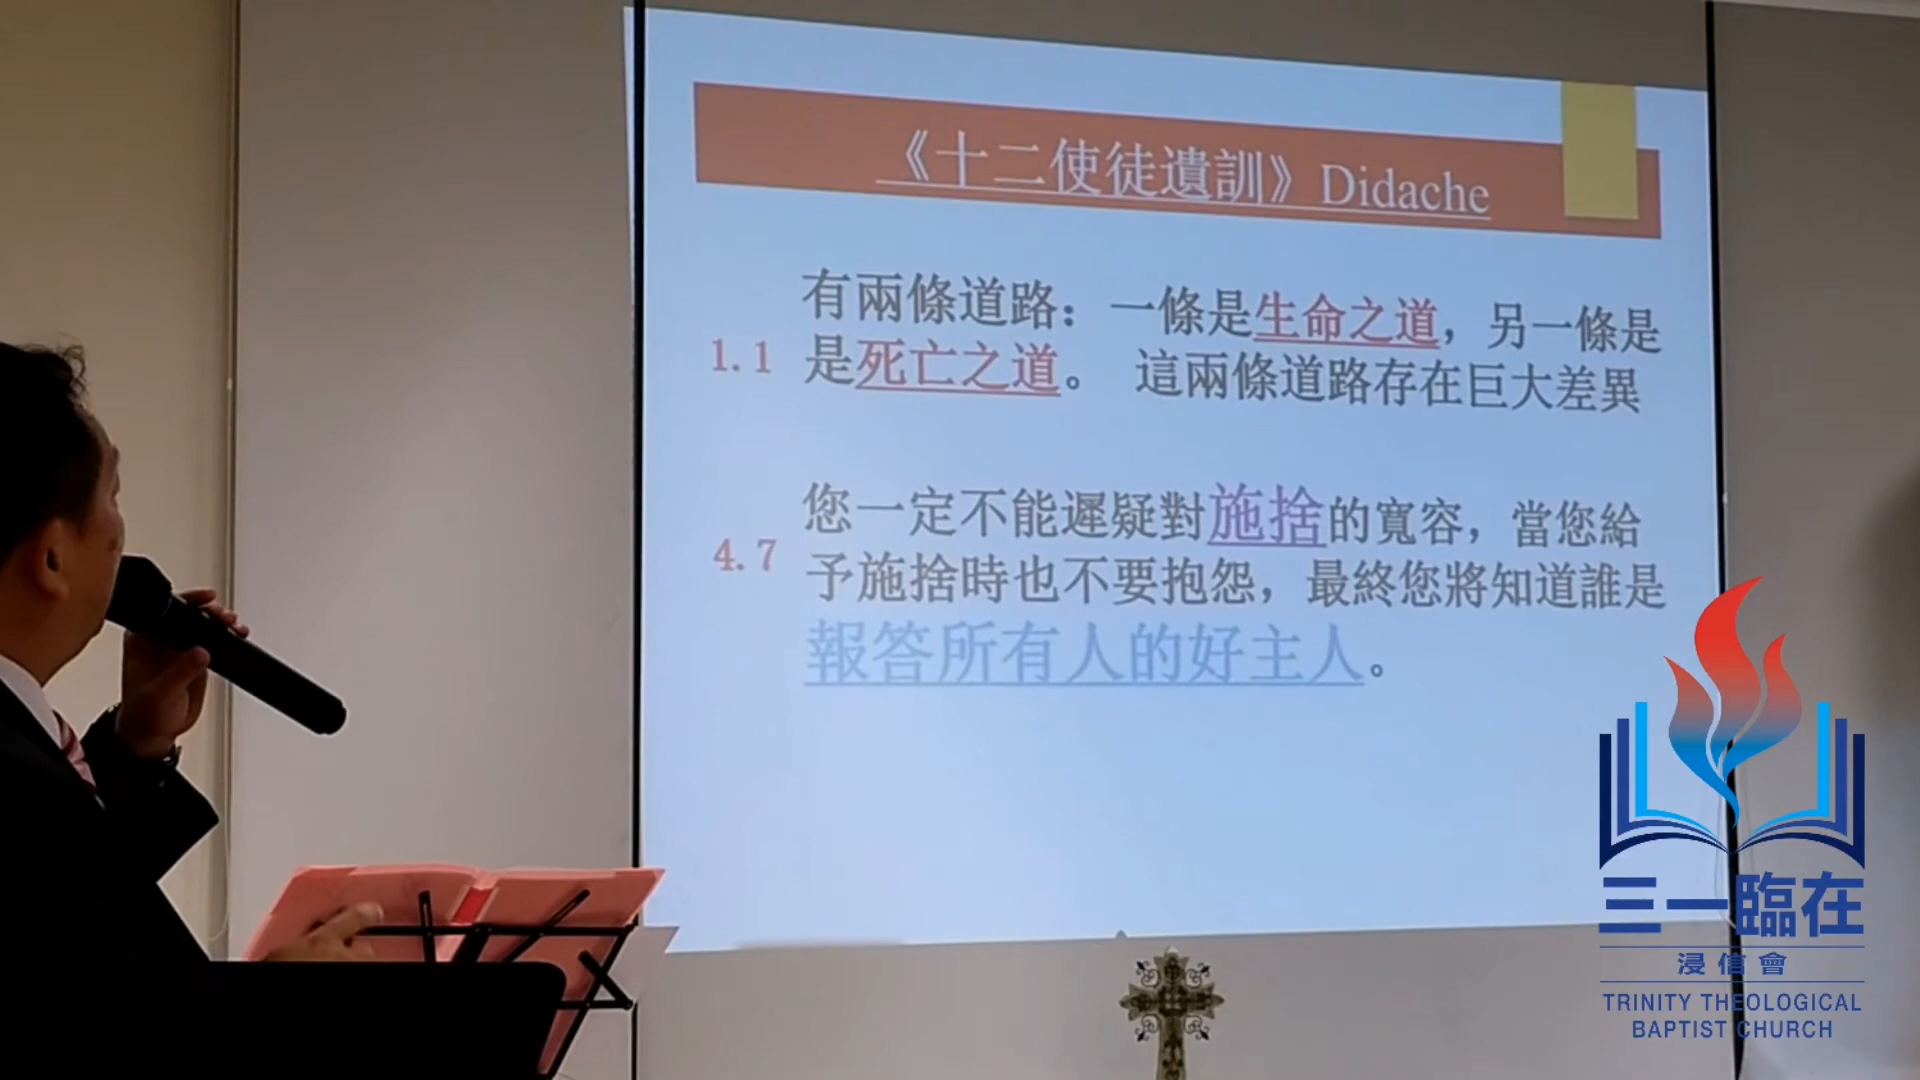 《十二使徒遺訓》Didache
有兩條道路：一條是生命之道，另一條是
1.1 是死亡之道。 這兩條道路存在巨大差異
您一定不能遲疑對施捨的寬容，當您給
4.7 予施捨時也不要抱怨，最終您將知道誰是
報答所有人的好主人。
三一臨在
浸信會
TRINITY THEOLOGICAL
BAPTIST CHURCH